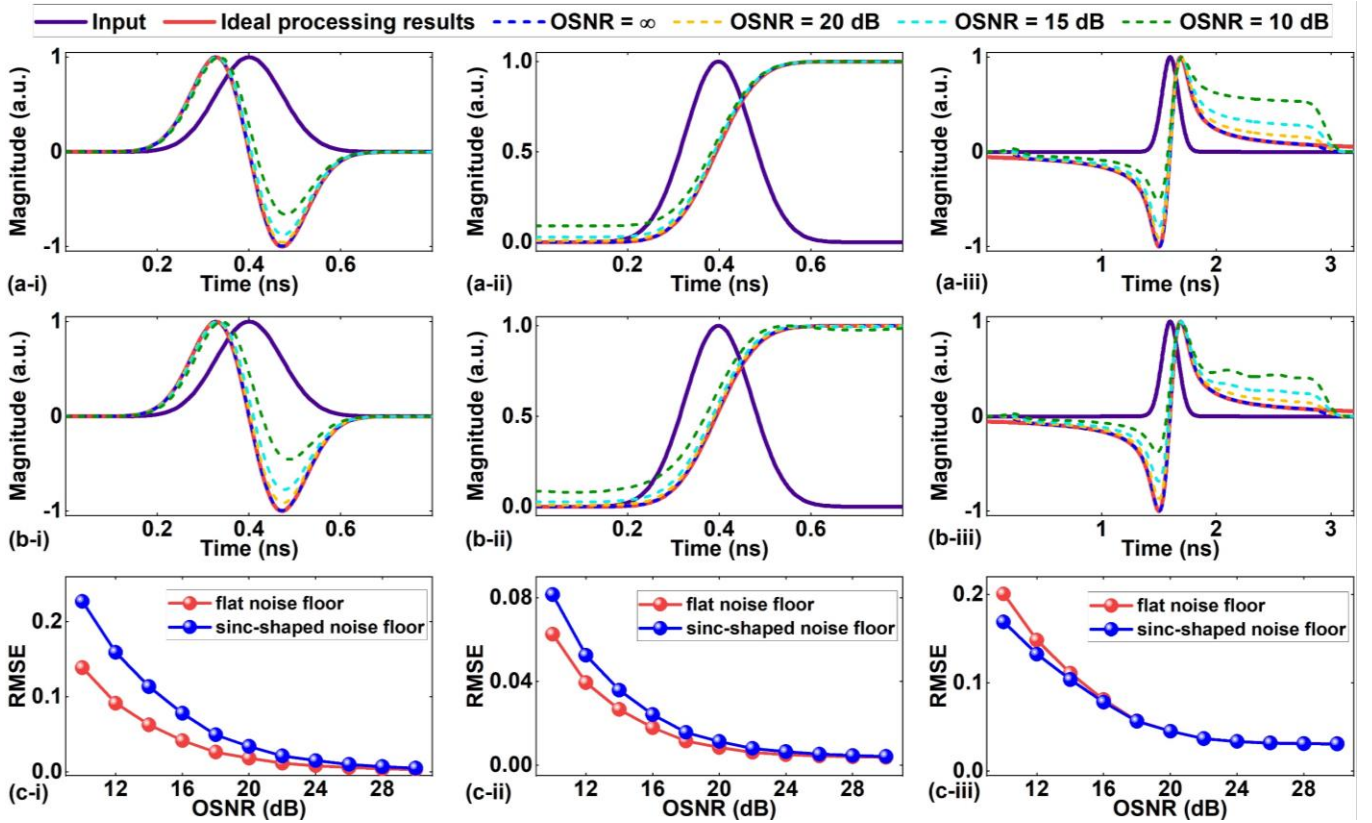 Input Ideal processing results OSNR = ∞ OSNR = 20 dB OSNR = 15 dB OSNR = 10 dB
Magnitude (a.u.)
1
0
-1
0.2 0.4 0.6
Time (ns)
(a-i)
Magnitude (a.u.)
1.0
0.5
0.0
0.2 0.4 0.6
Time (ns)
(a-ii)
Magnitude (a.u.)
1
0
-1
1 2 3
Time (ns)
(a-iii)
Magnitude (a.u.)
1
0
-1
0.2 0.4 0.6
Time (ns)
(b-i)
Magnitude (a.u.)
1.0
0.5
0.0
0.2 0.4 0.6
Time (ns)
(b-ii)
Magnitude (a.u.)
1
0
-1
1 2 3
Time (ns)
(b-iii)
RMSE
0.2
0.1
0.0
flat noise floor
sinc-shaped noise floor
12 16 20 24 28
OSNR (dB)
(c-i)
RMSE
0.08
0.04
0.00
flat noise floor
sinc-shaped noise floor
12 16 20 24 28
OSNR (dB)
(c-ii)
RMSE
0.2
0.1
0.0
flat noise floor
sinc-shaped noise floor
12 16 20 24 28
OSNR (dB)
(c-iii)